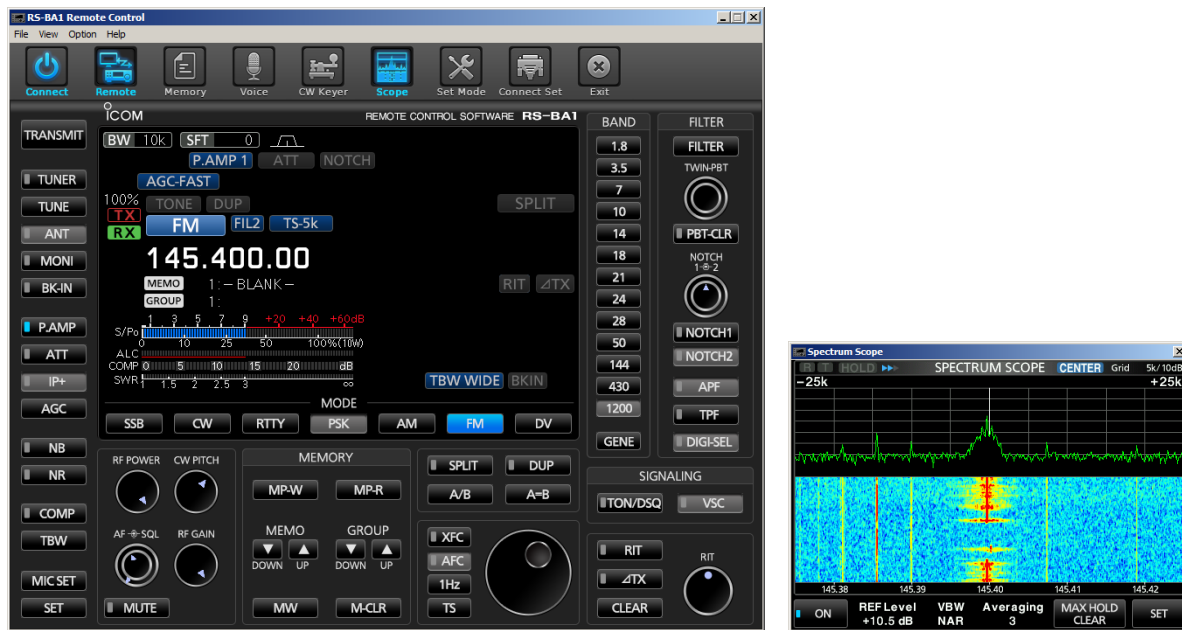 RS-BA1 Remote Control
File View Option Help
Connect Remote Memory Voice CW Keyer Scope Set Mode Connect Set Exit
ICOM REMOTE CONTROL SOFTWARE RS-BA1
TRANSMIT
TUNER
TUNE
ANT
MONI
BK-IN
P.AMP
ATT
IP+
AGC
NB
NR
COMP
TBW
MIC SET
SET
BW 10k SFT 0
P.AMP 1 ATT NOTCH
AGC-FAST
100% TONE DUP SPLIT
TX
RX FM FIL2 TS-5k
145.400.00
MEMO 1:– BLANK – RIT ⊿TX
GROUP 1:
1 3 5 7 9 +20 +40 +60dB
S/Po
0 10 25 50 100%(10W)
ALC
COMP 0 5 10 15 20 dB
SWR 1 1.5 2 2.5 3 ∞
TBW WIDE BKIN
MODE
SSB CW RTTY PSK AM FM DV
RF POWER CW PITCH
AF SQL RF GAIN
MUTE
MEMORY
MP-W MP-R
MEMO GROUP
DOWN UP DOWN UP
MW M-CLR
SPLIT DUP
A/B A=B
XFC
AFC
1Hz
TS
BAND
1.8
3.5
7
10
14
18
21
24
28
50
144
430
1200
GENE
FILTER
FILTER
TWIN-PBT
PBT-CLR
NOTCH
1 2
NOTCH1
NOTCH2
APF
TPF
DIGI-SEL
SIGNALING
TON/DSQ VSC
RIT
⊿TX
CLEAR
RIT
Spectrum Scope
R T HOLD SPECTRUM SCOPE CENTER Grid 5k/10dB
−25k +25k
145.38 145.39 145.40 145.41 145.42
ON
REF Level
+10.5 dB
VBW
NAR
Averaging
3
MAX HOLD
CLEAR
SET